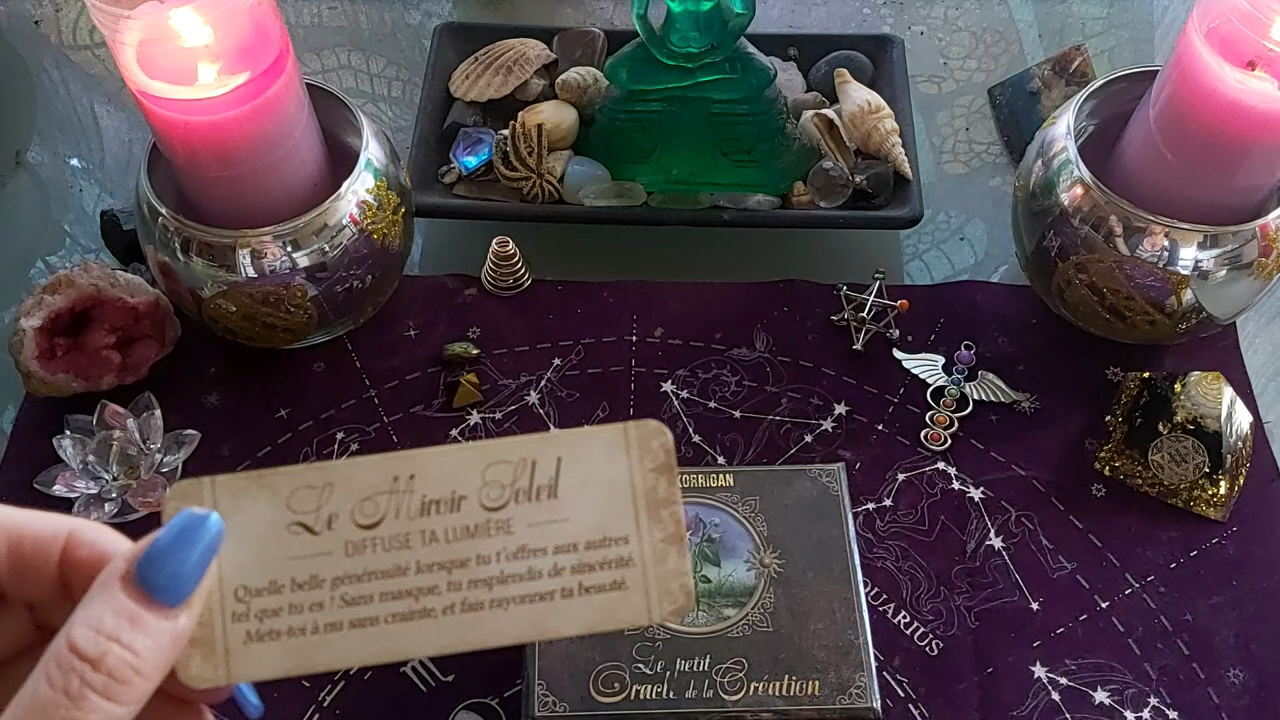 Le Miroir Soleil
DIFFUSE TA LUMIÈRE
Quelle belle générosité lorsque tu t'offres aux autres
tel que tu es ! Sans masque, tu resplendis de sincérité.
Mets-toi à nu sans crainte, et fais rayonner ta beauté.
KORRIGAN
Le petit
Oracle de la Création
QUARIUS